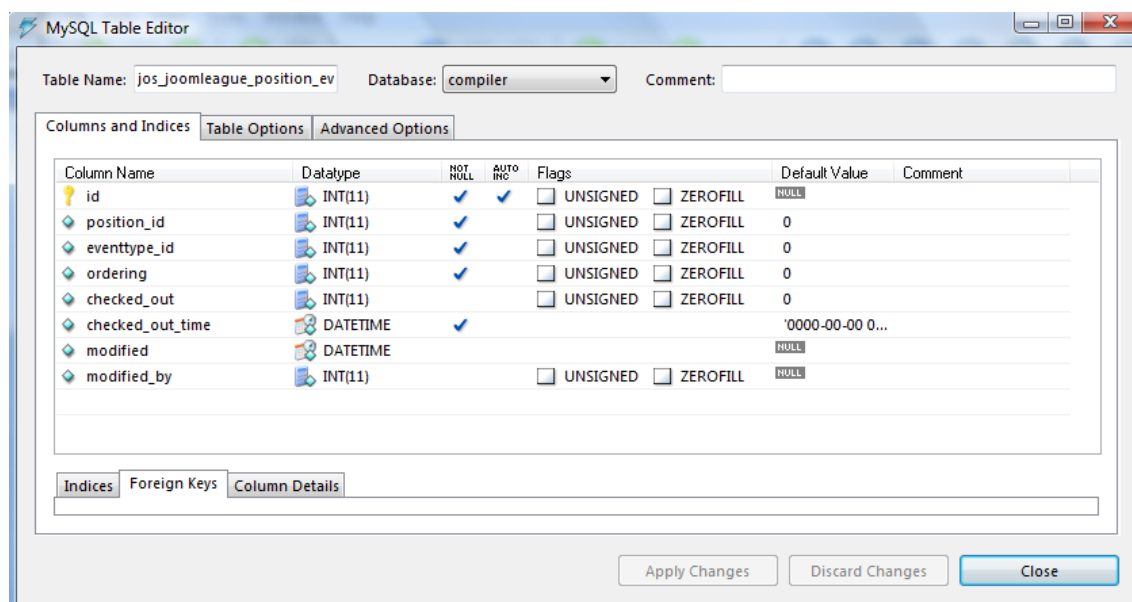 MySQL Table Editor
Table Name: jos_joomleague_position_ev Database: compiler Comment:
Columns and Indices Table Options Advanced Options
Column Name Datatype NOT NULL AUTO INC Flags Default Value Comment
id INT(11) UNSIGNED ZEROFILL NULL
position_id INT(11) UNSIGNED ZEROFILL 0
eventtype_id INT(11) UNSIGNED ZEROFILL 0
ordering INT(11) UNSIGNED ZEROFILL 0
checked_out INT(11) UNSIGNED ZEROFILL 0
checked_out_time DATETIME '0000-00-00 0...
modified DATETIME NULL
modified_by INT(11) UNSIGNED ZEROFILL NULL
Indices Foreign Keys Column Details
Apply Changes Discard Changes Close